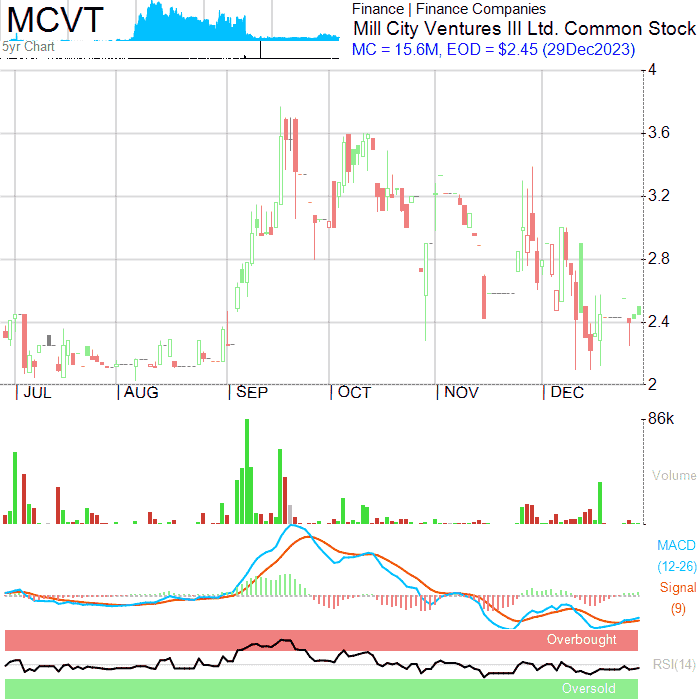 MCVT
Finance | Finance Companies
Mill City Ventures III Ltd. Common Stock
MC = 15.6M, EOD = $2.45 (29Dec2023)
5yr Chart
4
3.6
3.2
2.8
2.4
2
JUL AUG SEP OCT NOV DEC
86k
Volume
MACD
(12-26)
Signal
(9)
Overbought
RSI(14)
Oversold